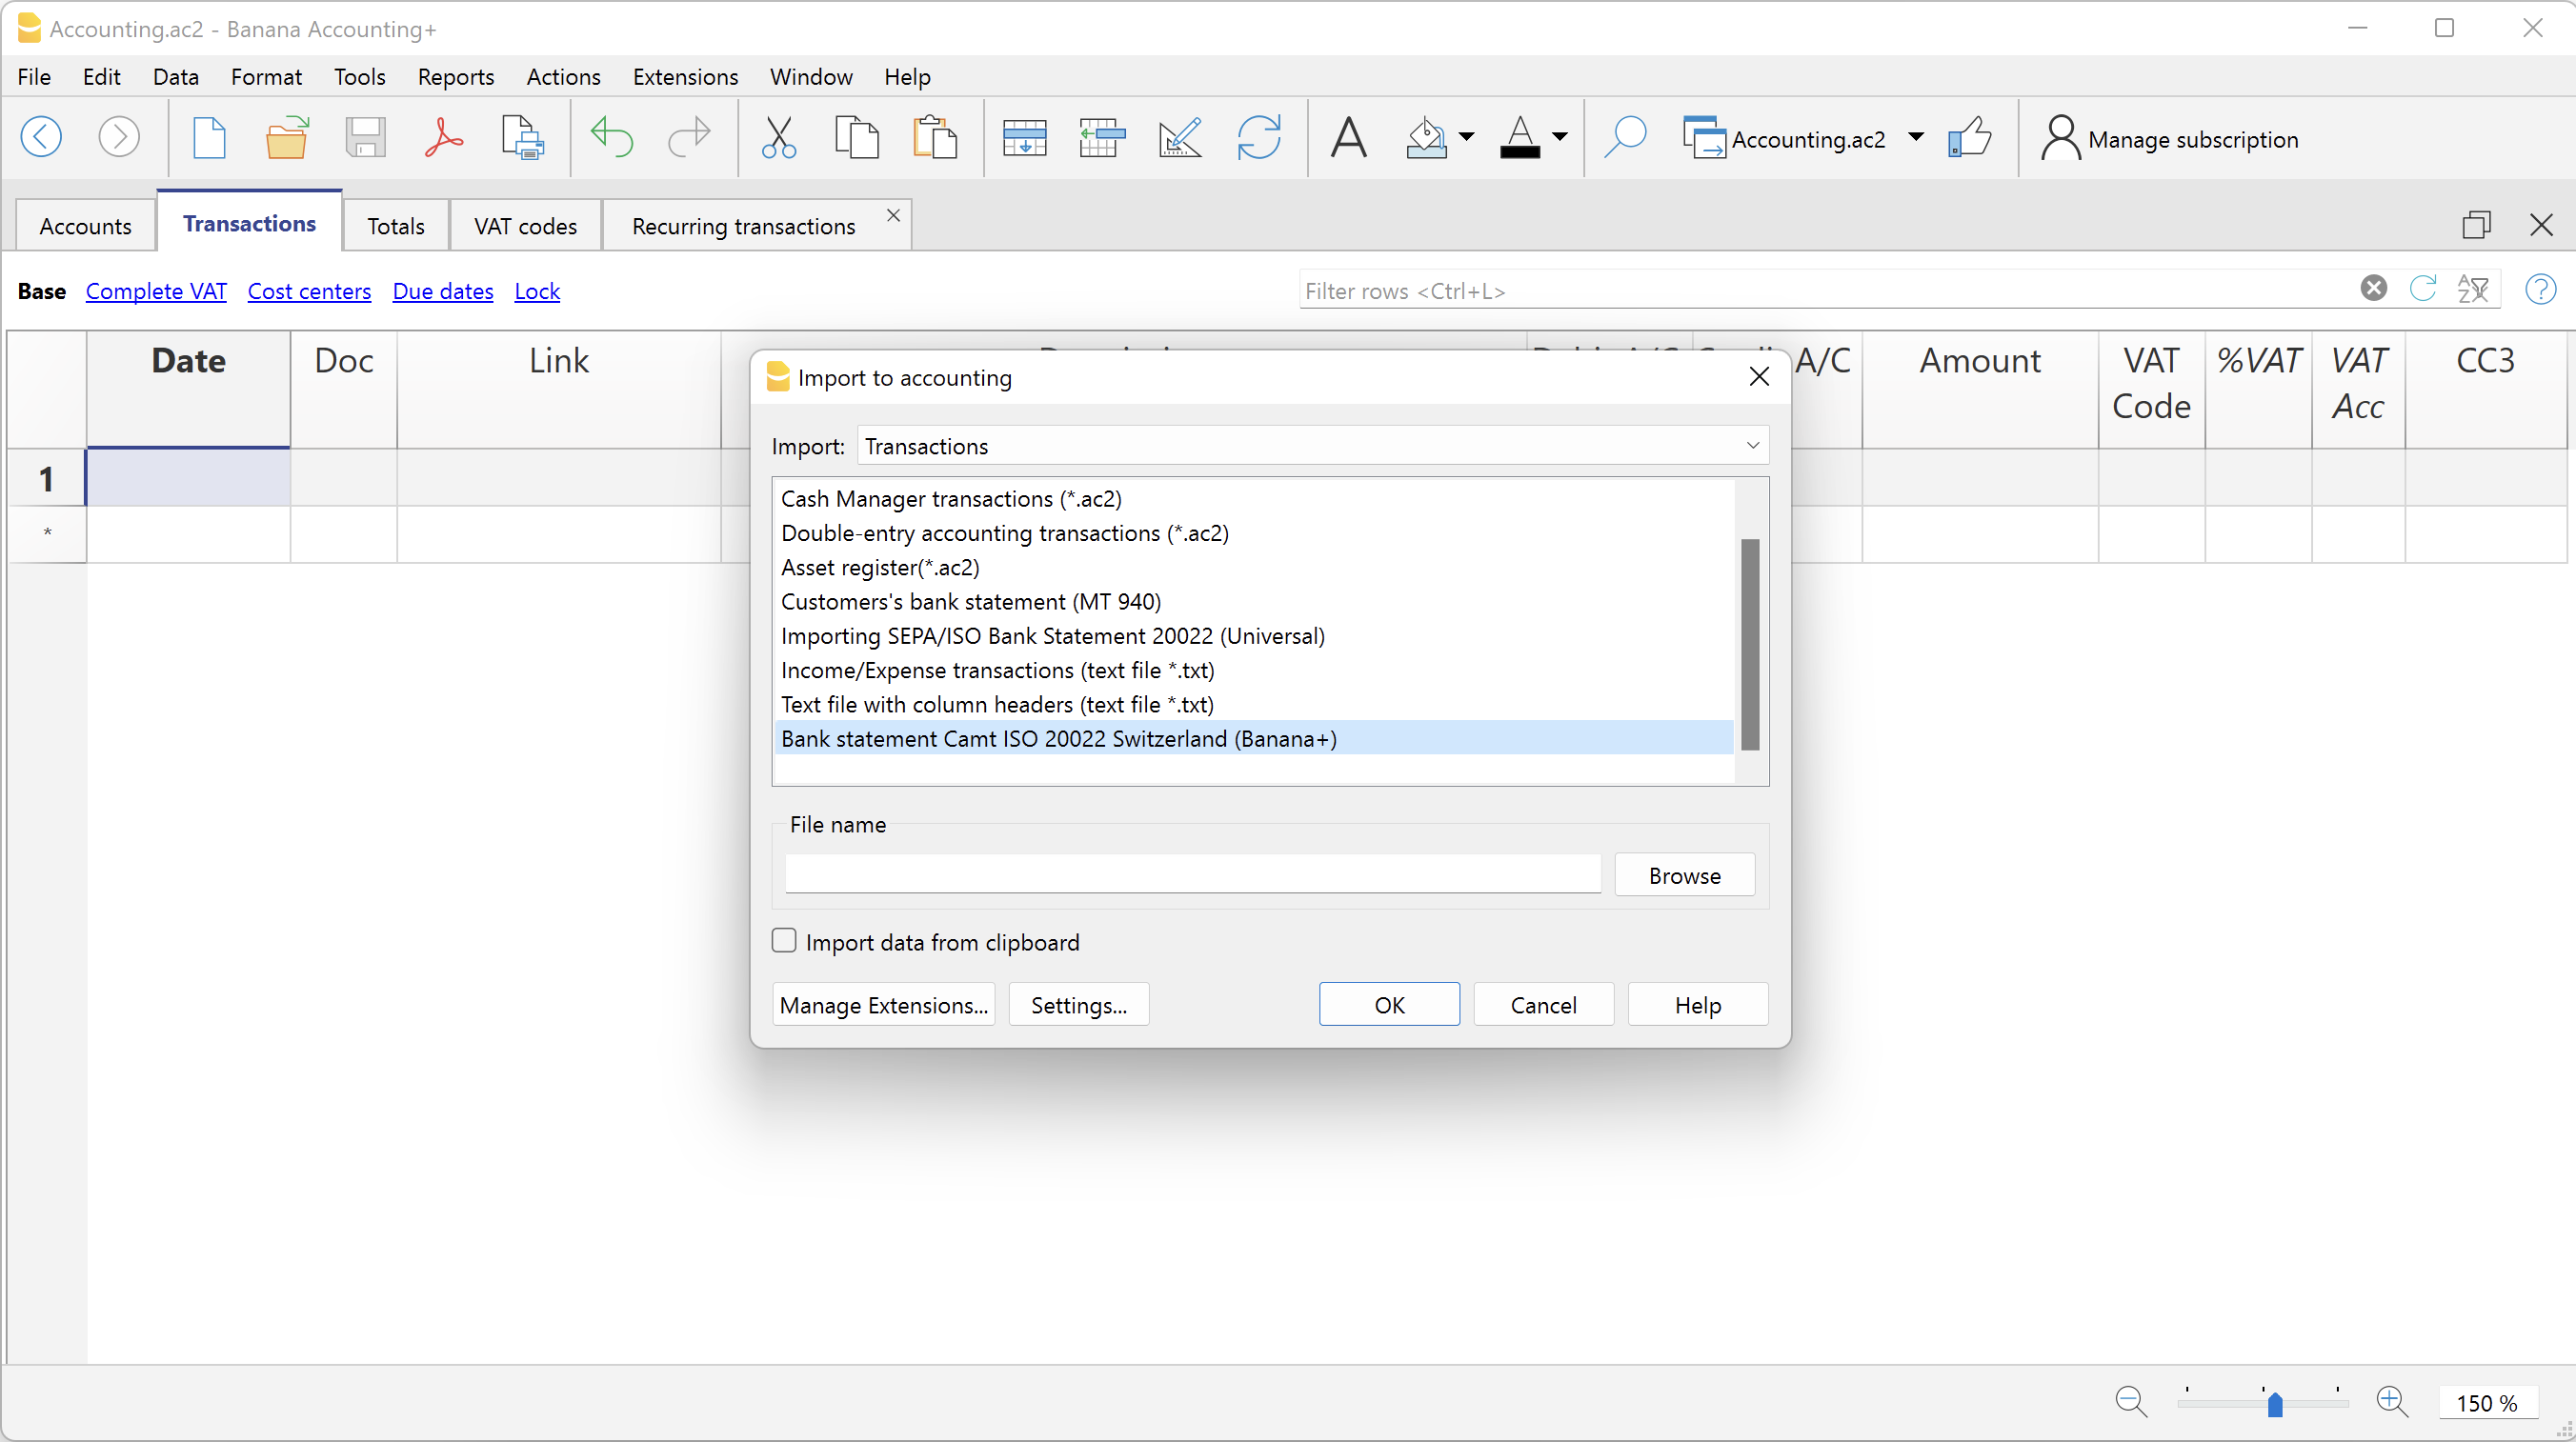 Accounting.ac2 - Banana Accounting+
File Edit Data Format Tools Reports Actions Extensions Window Help
Accounting.ac2 Manage subscription
Accounts Transactions Totals VAT codes Recurring transactions
Base Complete VAT Cost centers Due dates Lock Filter rows <Ctrl+L>
Date Doc Link A/C Amount VAT %VAT VAT CC3
Code Acc
1
*
Import to accounting
Import: Transactions
Cash Manager transactions (*.ac2)
Double-entry accounting transactions (*.ac2)
Asset register(*.ac2)
Customers's bank statement (MT 940)
Importing SEPA/ISO Bank Statement 20022 (Universal)
Income/Expense transactions (text file *.txt)
Text file with column headers (text file *.txt)
Bank statement Camt ISO 20022 Switzerland (Banana+)
File name
Browse
Import data from clipboard
Manage Extensions... Settings... OK Cancel Help
150 %